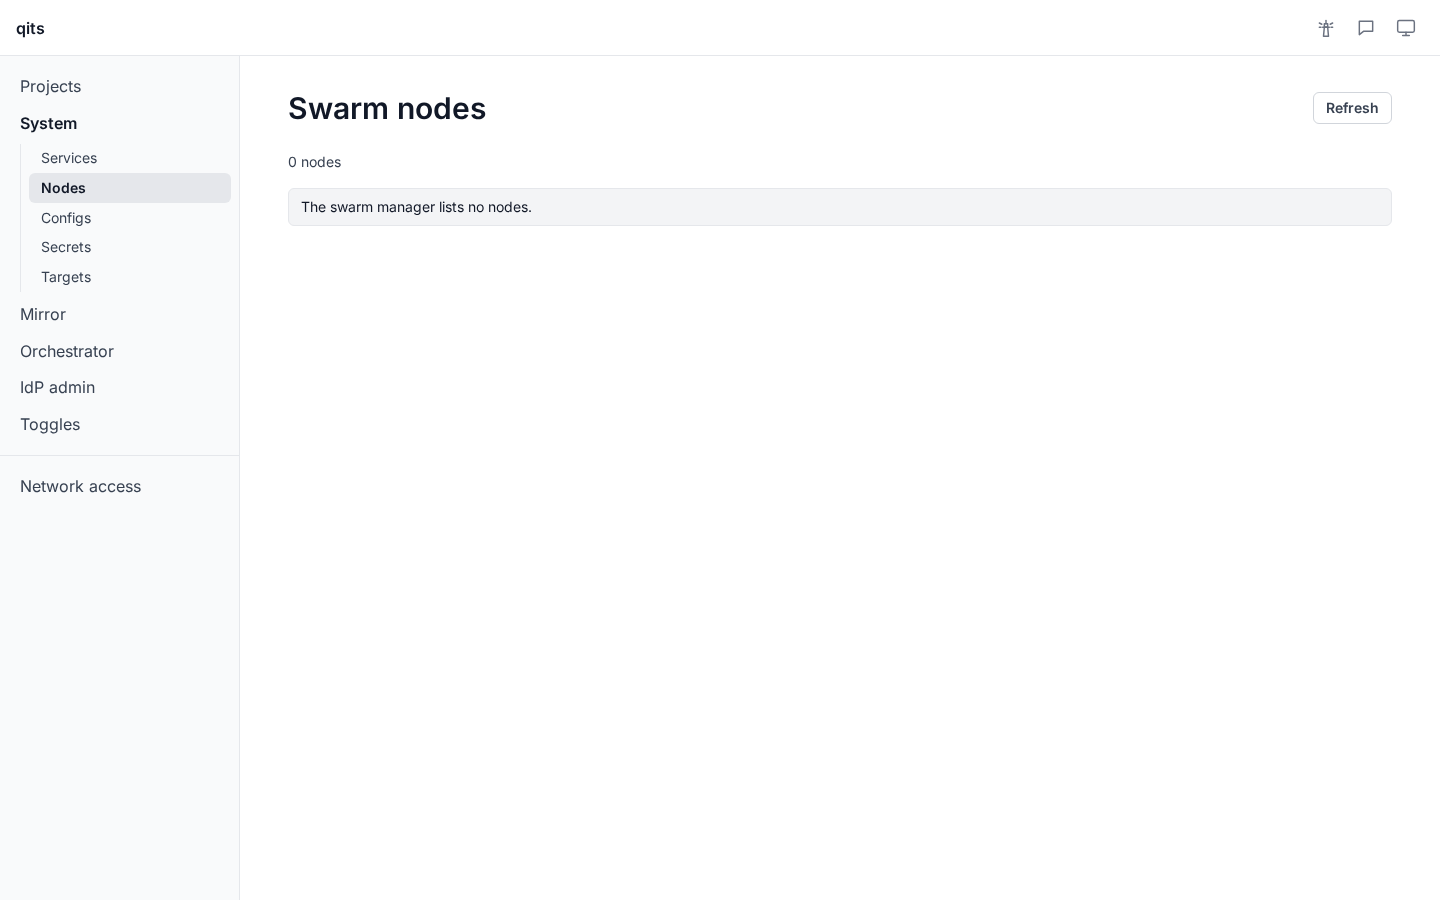 qits
Projects
System
Services
Nodes
Configs
Secrets
Targets
Mirror
Orchestrator
IdP admin
Toggles
Network access
Swarm nodes
Refresh
0 nodes
The swarm manager lists no nodes.